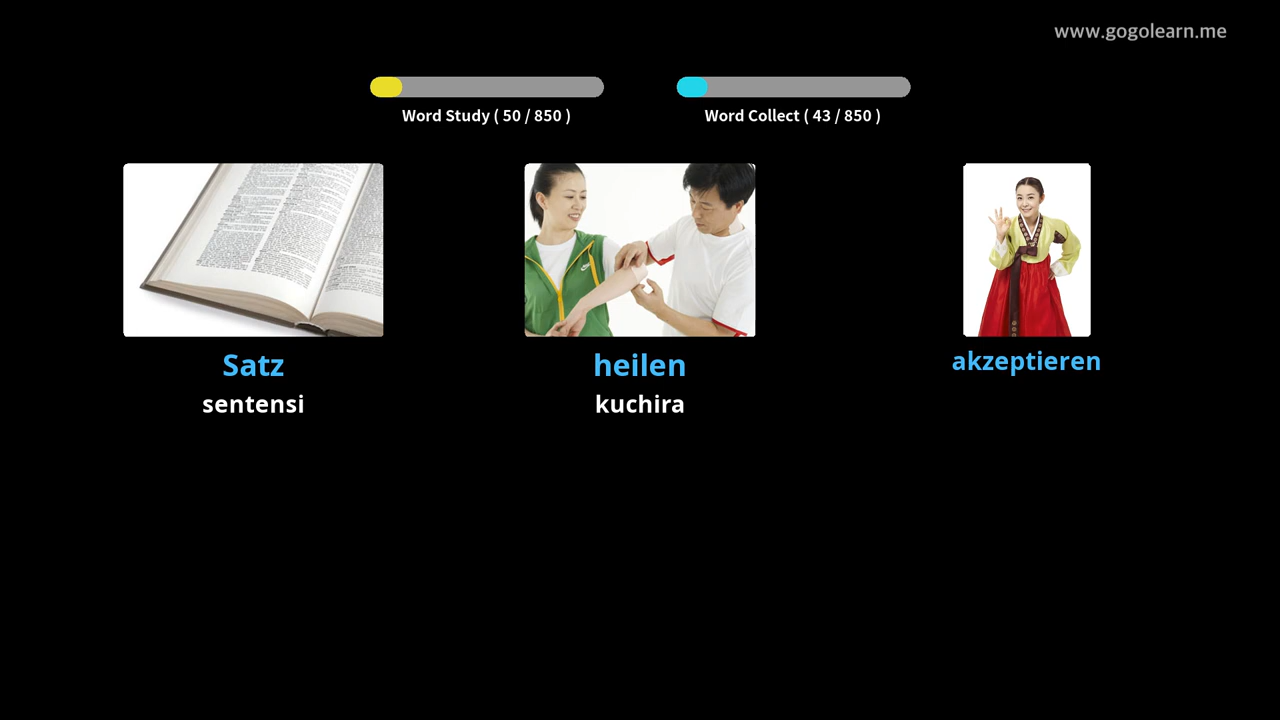 www.gogolearn.me
Word Study ( 50 / 850 )
Word Collect ( 43 / 850 )
Satz
heilen
akzeptieren
sentensi
kuchira